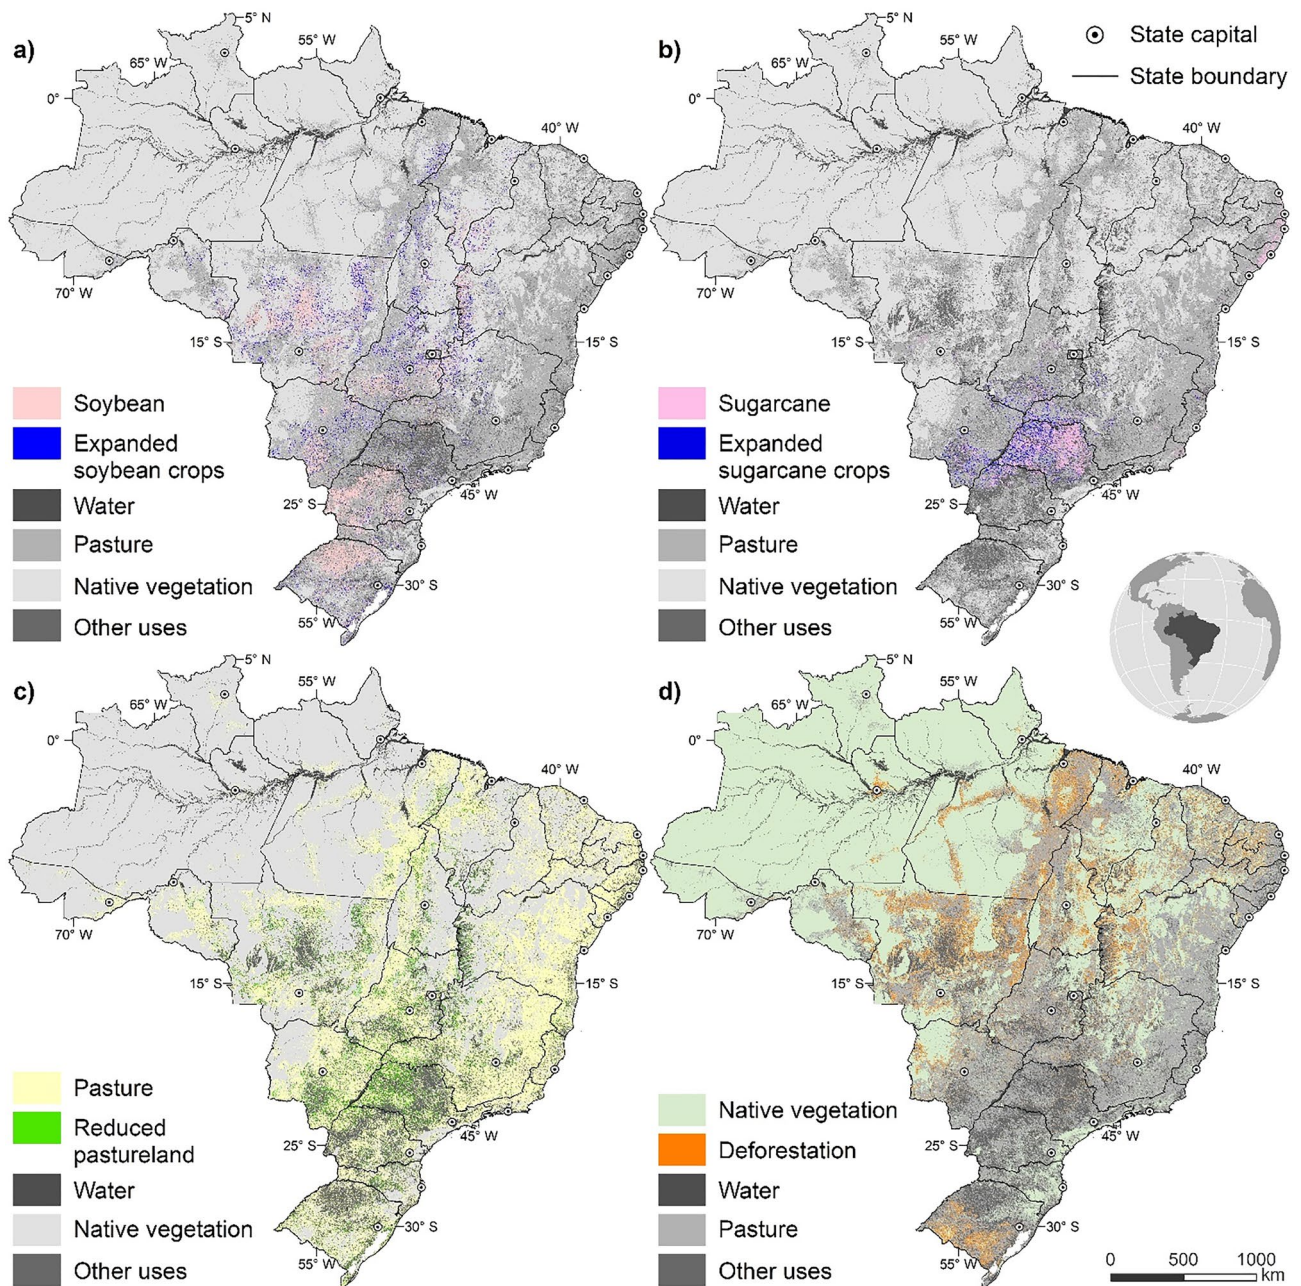 a)
5° N
55° W
65° W
0°
40° W
70° W
15° S
Soybean
Expanded
soybean crops
Water
Pasture
Native vegetation
Other uses
45° W
25° S
30° S
55° W
b)
State capital
State boundary
5° N
55° W
65° W
0°
40° W
70° W
15° S
15° S
Sugarcane
Expanded
sugarcane crops
Water
Pasture
Native vegetation
Other uses
45° W
25° S
30° S
55° W
c)
5° N
55° W
65° W
0°
40° W
70° W
15° S
Pasture
Reduced
pastureland
Water
Native vegetation
Other uses
45° W
25° S
30° S
55° W
d)
5° N
55° W
65° W
0°
40° W
70° W
15° S
15° S
Native vegetation
Deforestation
Water
Pasture
Other uses
45° W
25° S
30° S
55° W
0 500 1000
km